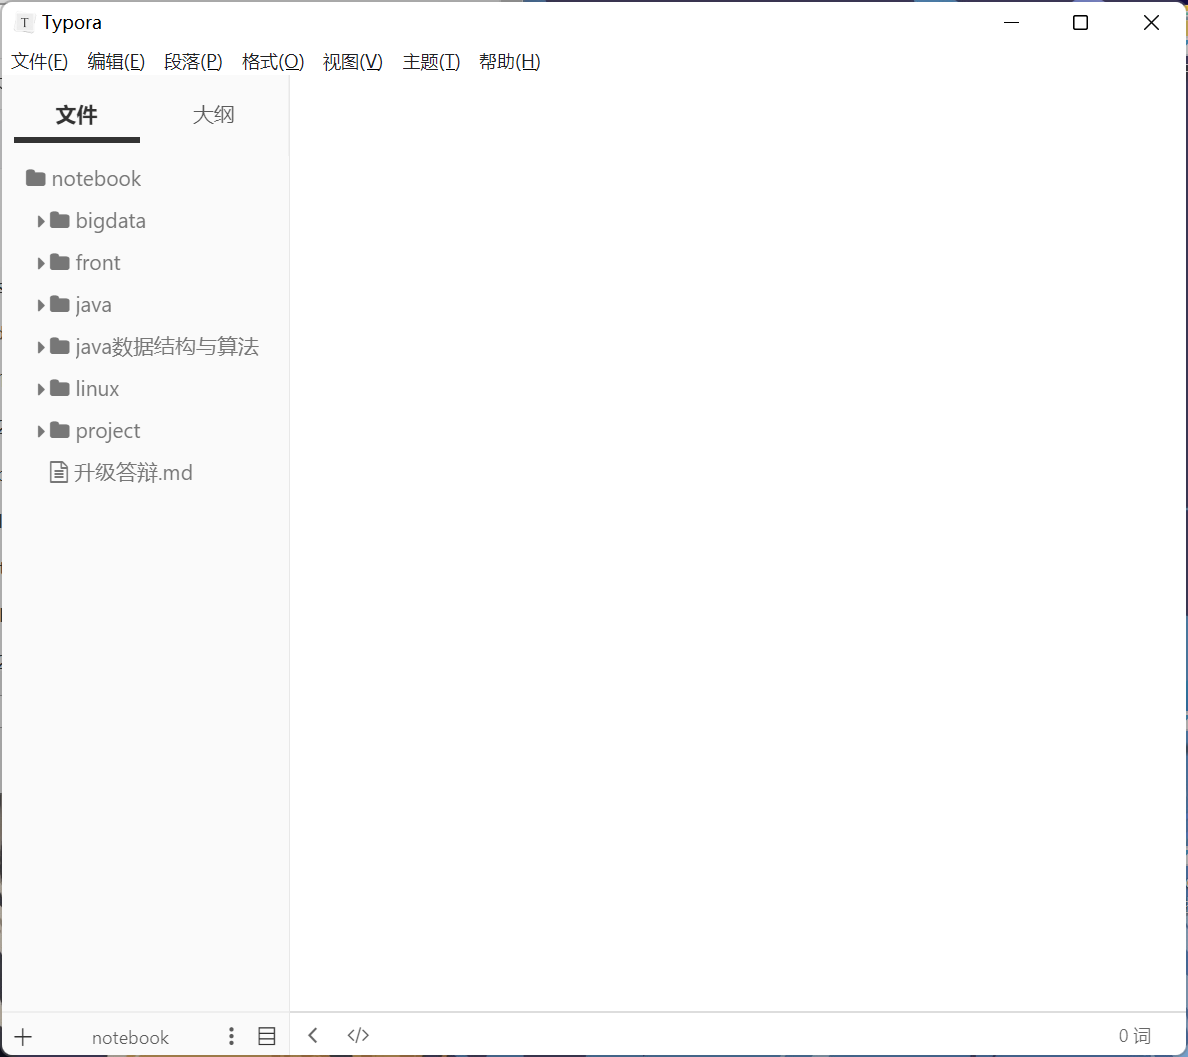 T Typora
文件(F) 编辑(E) 段落(P) 格式(O) 视图(V) 主题(T) 帮助(H)
文件 大纲
notebook
bigdata
front
java
java数据结构与算法
linux
project
升级答辩.md
notebook </> 0 词